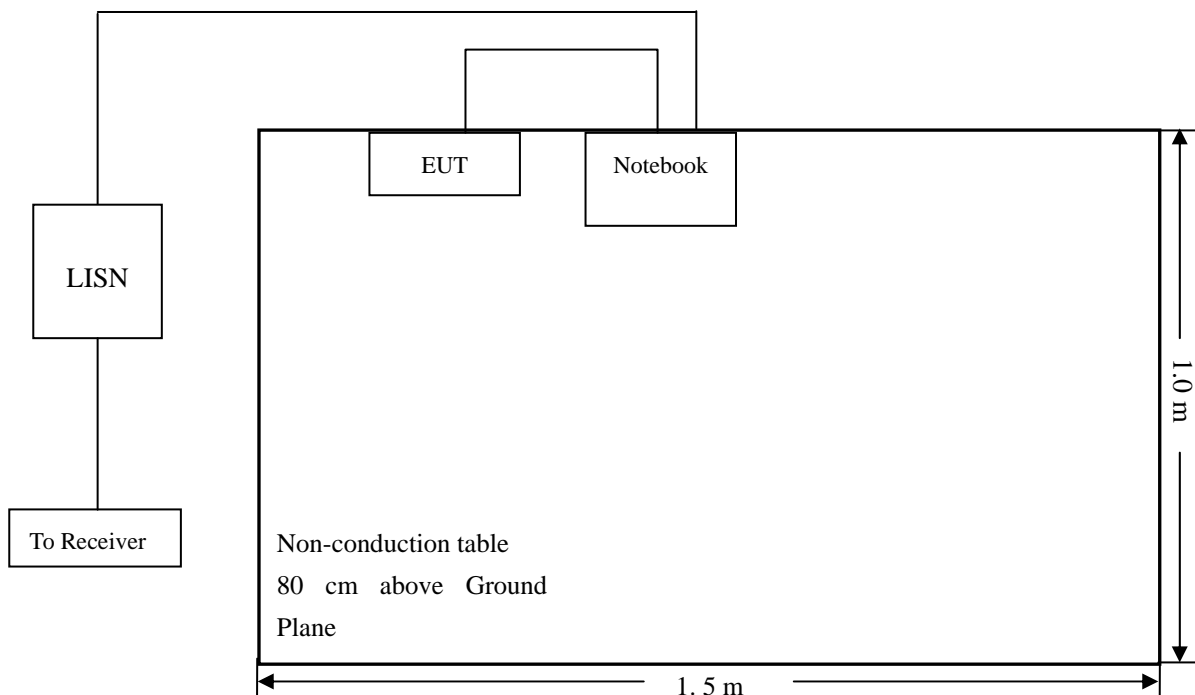 EUT
Notebook
LISN
1.0 m
To Receiver
Non-conduction table
80 cm above Ground
Plane
1. 5 m